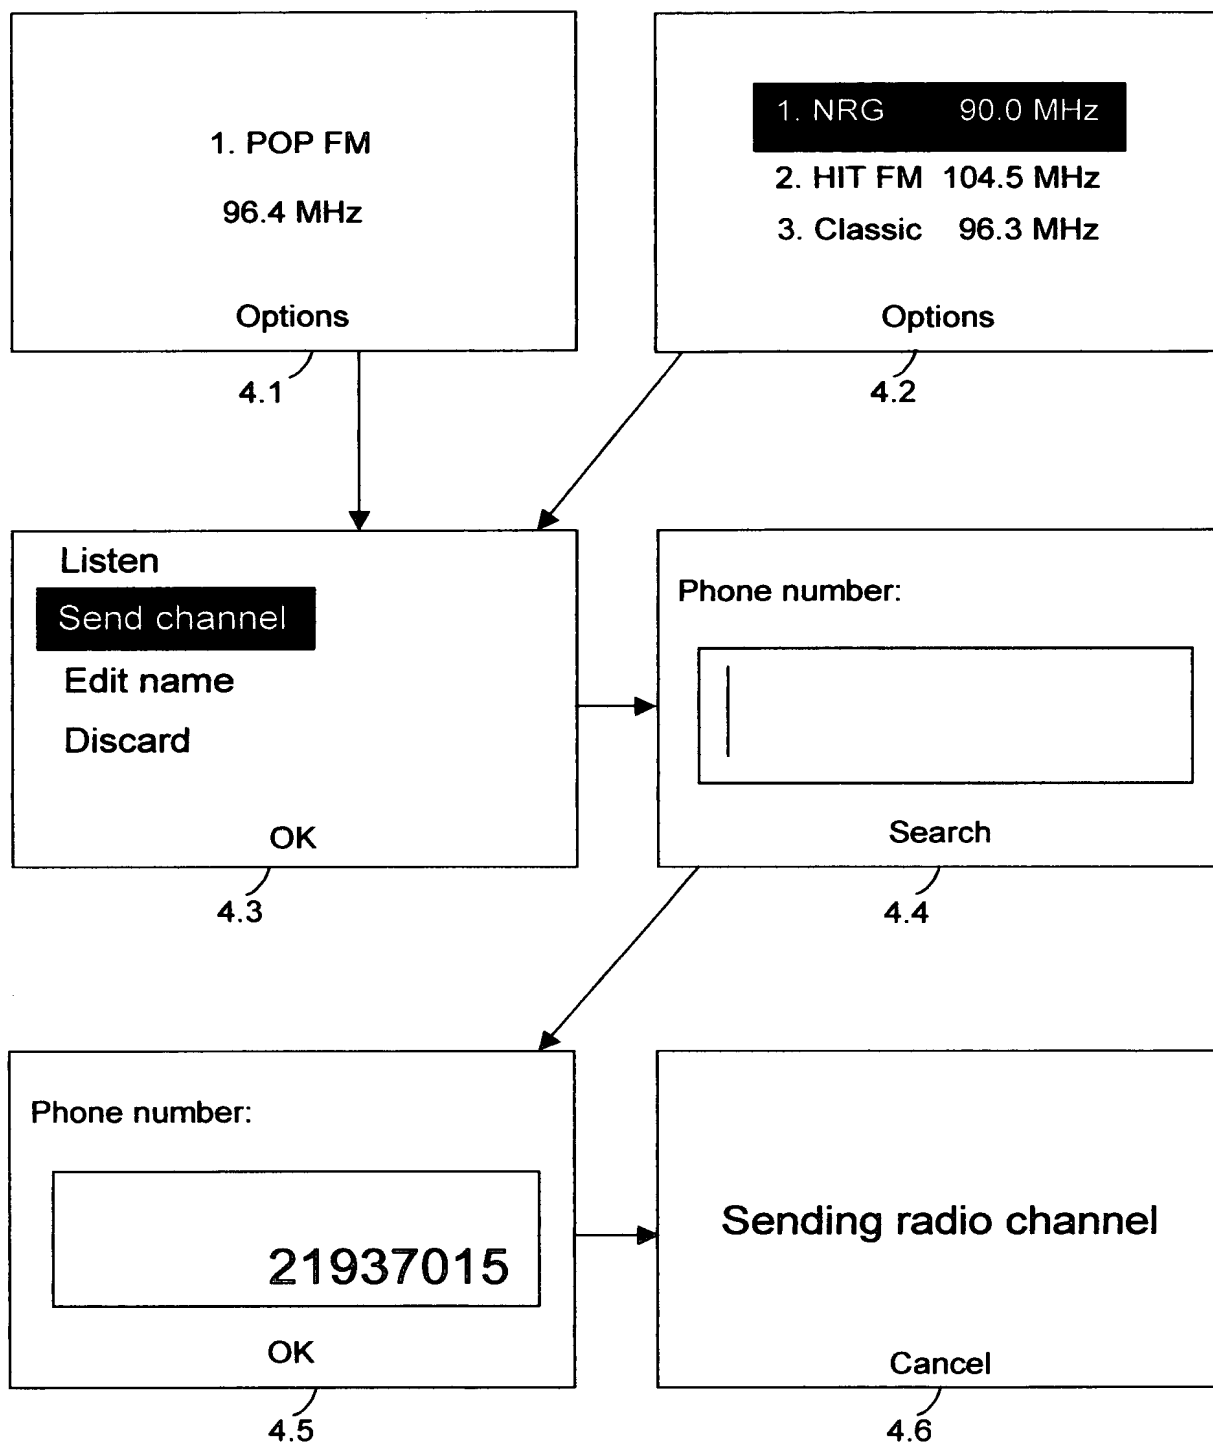 1. POP FM
96.4 MHz
Options
4.1
1. NRG 90.0 MHz
2. HIT FM 104.5 MHz
3. Classic 96.3 MHz
Options
4.2
Listen
Send channel
Edit name
Discard
OK
4.3
Phone number:
Search
4.4
Phone number:
21937015
OK
4.5
Sending radio channel
Cancel
4.6